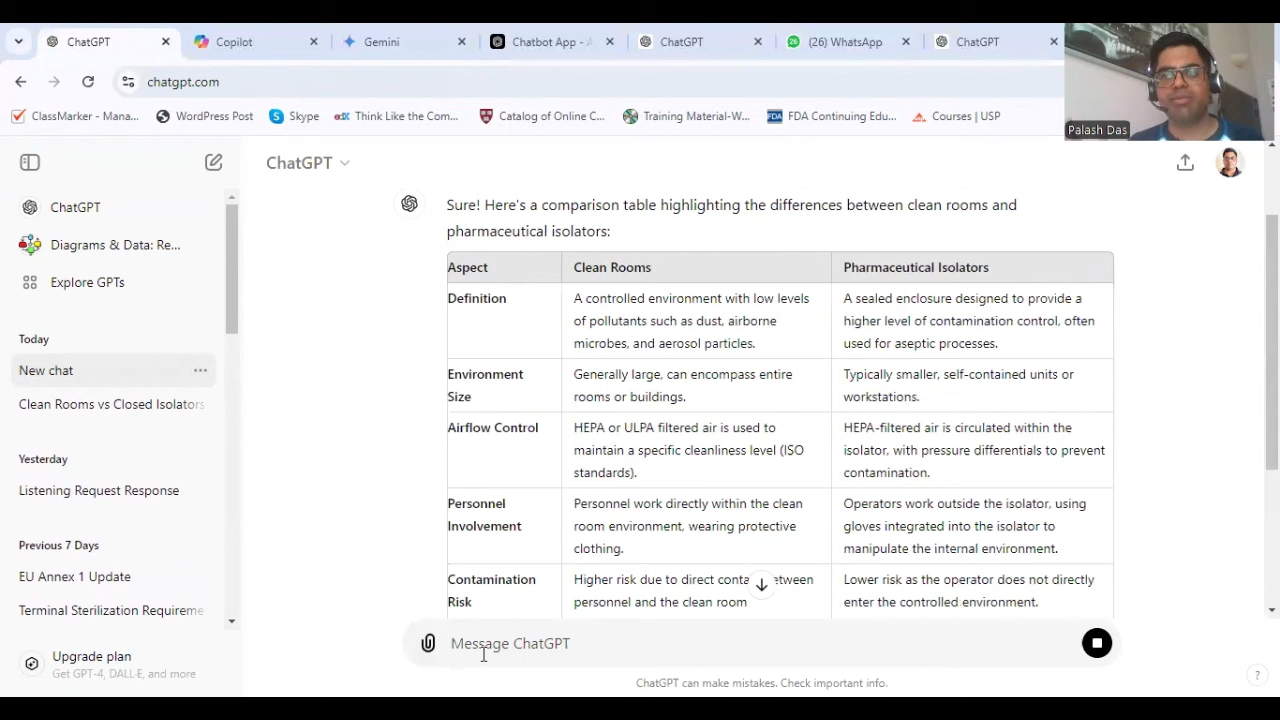 ChatGPT
Copilot
Gemini
Chatbot App - A
ChatGPT
(26) WhatsApp
ChatGPT
chatgpt.com
ClassMarker - Mana...
WordPress Post
Skype
Think Like the Com...
Catalog of Online C...
Training Material-W...
FDA Continuing Edu...
Courses | USP
Palash Das
ChatGPT
ChatGPT
Diagrams & Data: Re...
Explore GPTs
Today
New chat
Clean Rooms vs Closed Isolators
Yesterday
Listening Request Response
Previous 7 Days
EU Annex 1 Update
Terminal Sterilization Requireme
Upgrade plan
Get GPT-4, DALL·E, and more
Sure! Here's a comparison table highlighting the differences between clean rooms and
pharmaceutical isolators:
Aspect
Clean Rooms
Pharmaceutical Isolators
Definition
A controlled environment with low levels
of pollutants such as dust, airborne
microbes, and aerosol particles.
A sealed enclosure designed to provide a
higher level of contamination control, often
used for aseptic processes.
Environment
Size
Generally large, can encompass entire
rooms or buildings.
Typically smaller, self-contained units or
workstations.
Airflow Control
HEPA or ULPA filtered air is used to
maintain a specific cleanliness level (ISO
standards).
HEPA-filtered air is circulated within the
isolator, with pressure differentials to prevent
contamination.
Personnel
Involvement
Personnel work directly within the clean
room environment, wearing protective
clothing.
Operators work outside the isolator, using
gloves integrated into the isolator to
manipulate the internal environment.
Contamination
Risk
Higher risk due to direct conta etween
personnel and the clean room
Lower risk as the operator does not directly
enter the controlled environment.
Message ChatGPT
ChatGPT can make mistakes. Check important info.
?